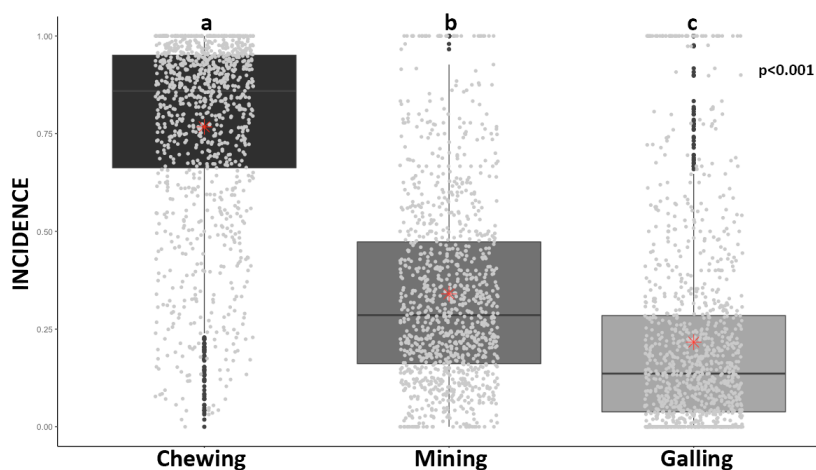 a b c
1.00
p<0.001
0.75
INCIDENCE
0.50
0.25
0.00
Chewing Mining Galling